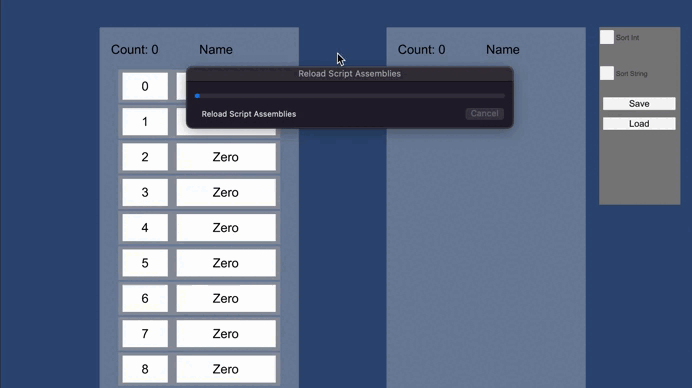 Count: 0 Name
Count: 0 Name
Sort Int
Reload Script Assemblies
0
Reload Script Assemblies
Cancel
1
2 Zero
3 Zero
4 Zero
5 Zero
6 Zero
7 Zero
8 Zero
Sort String
Save
Load